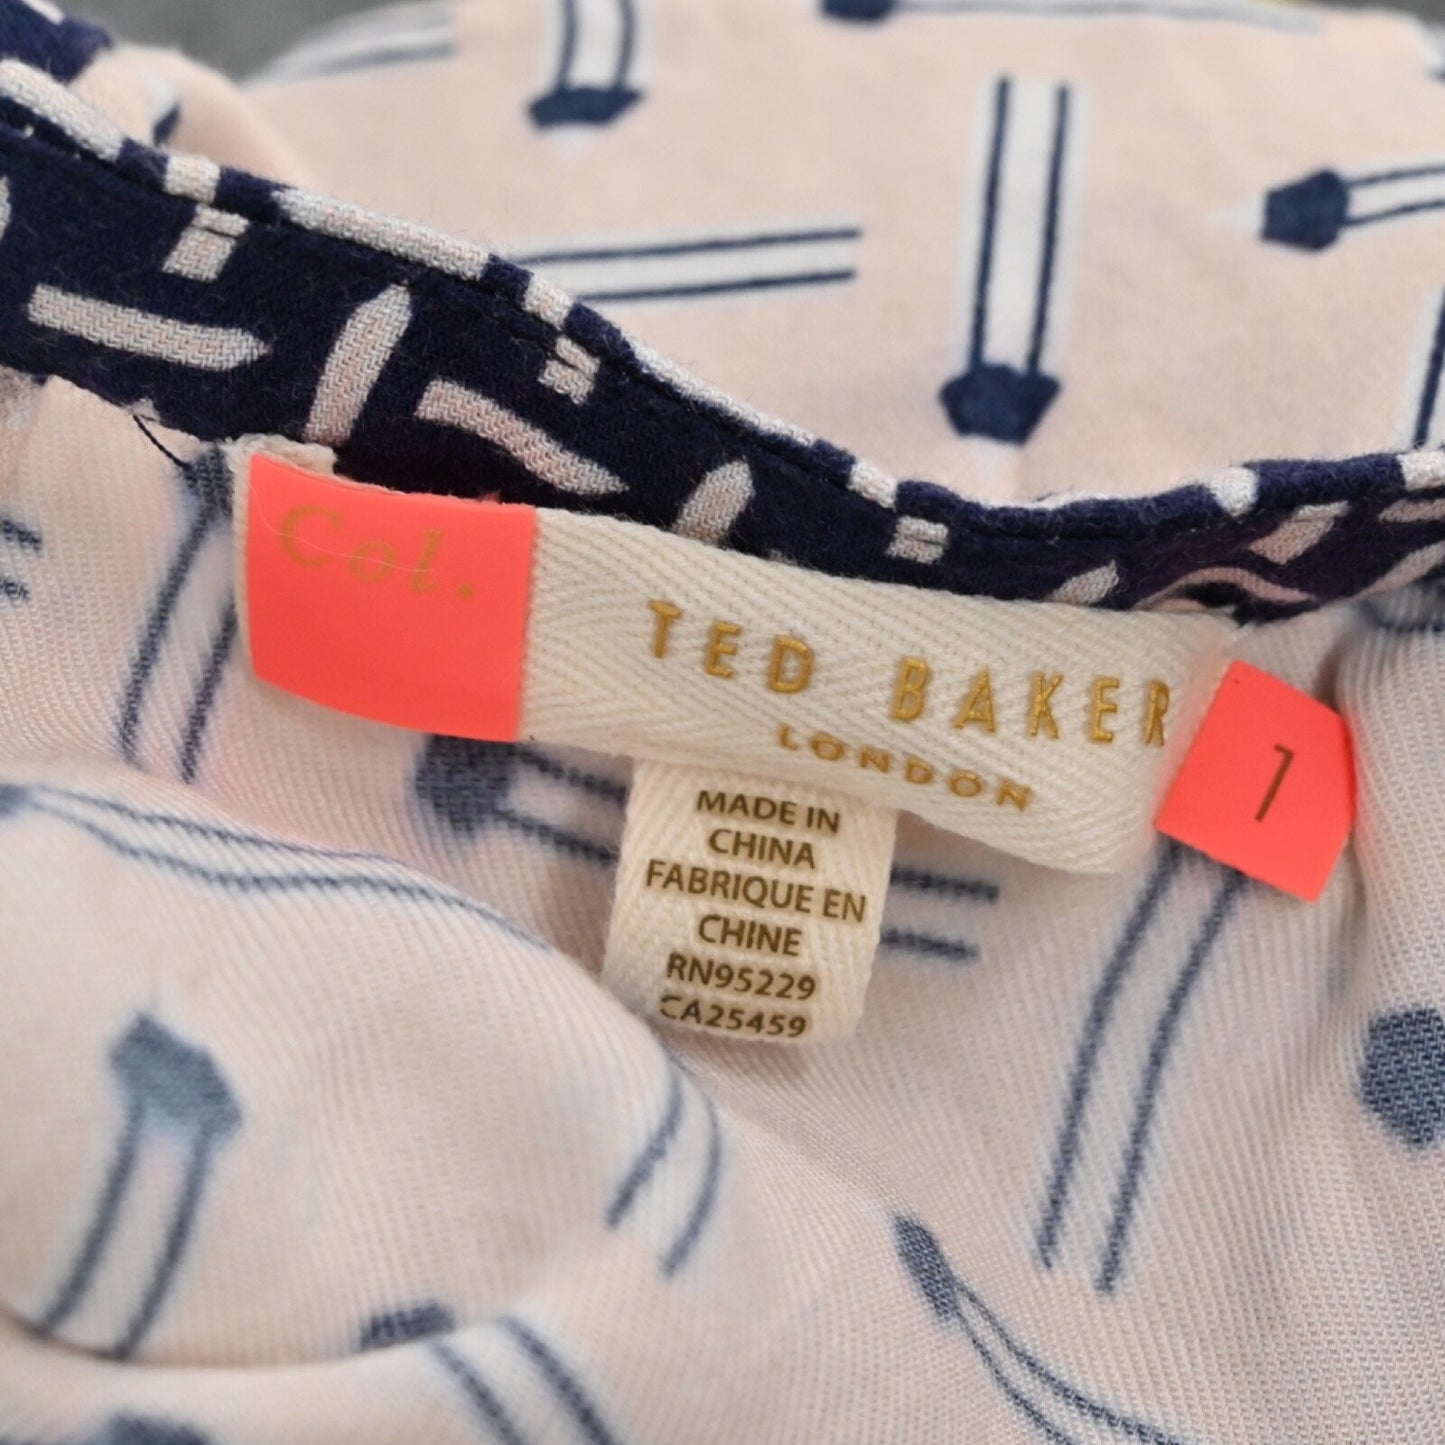 Col.
TED BAKER
LONDON
1
MADE IN
CHINA
FABRIQUE EN
CHINE
RN95229
CA25459